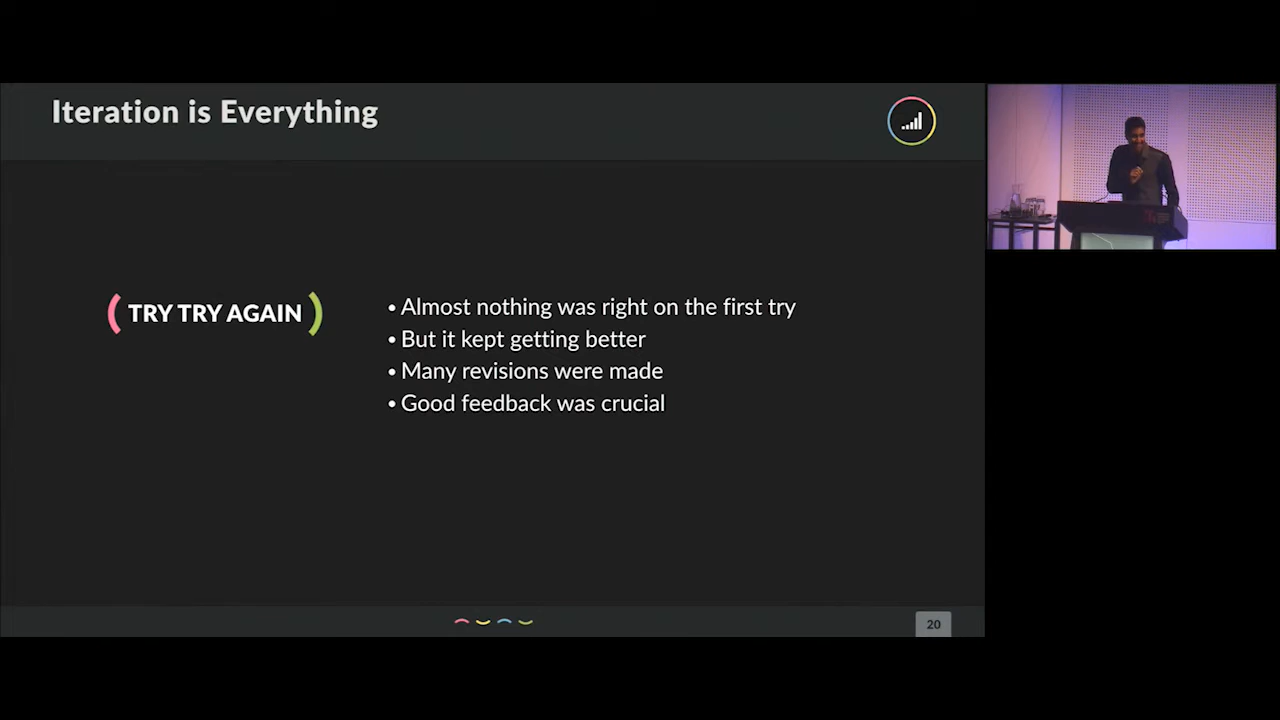 Iteration is Everything
TRY TRY AGAIN
• Almost nothing was right on the first try
• But it kept getting better
• Many revisions were made
• Good feedback was crucial
20